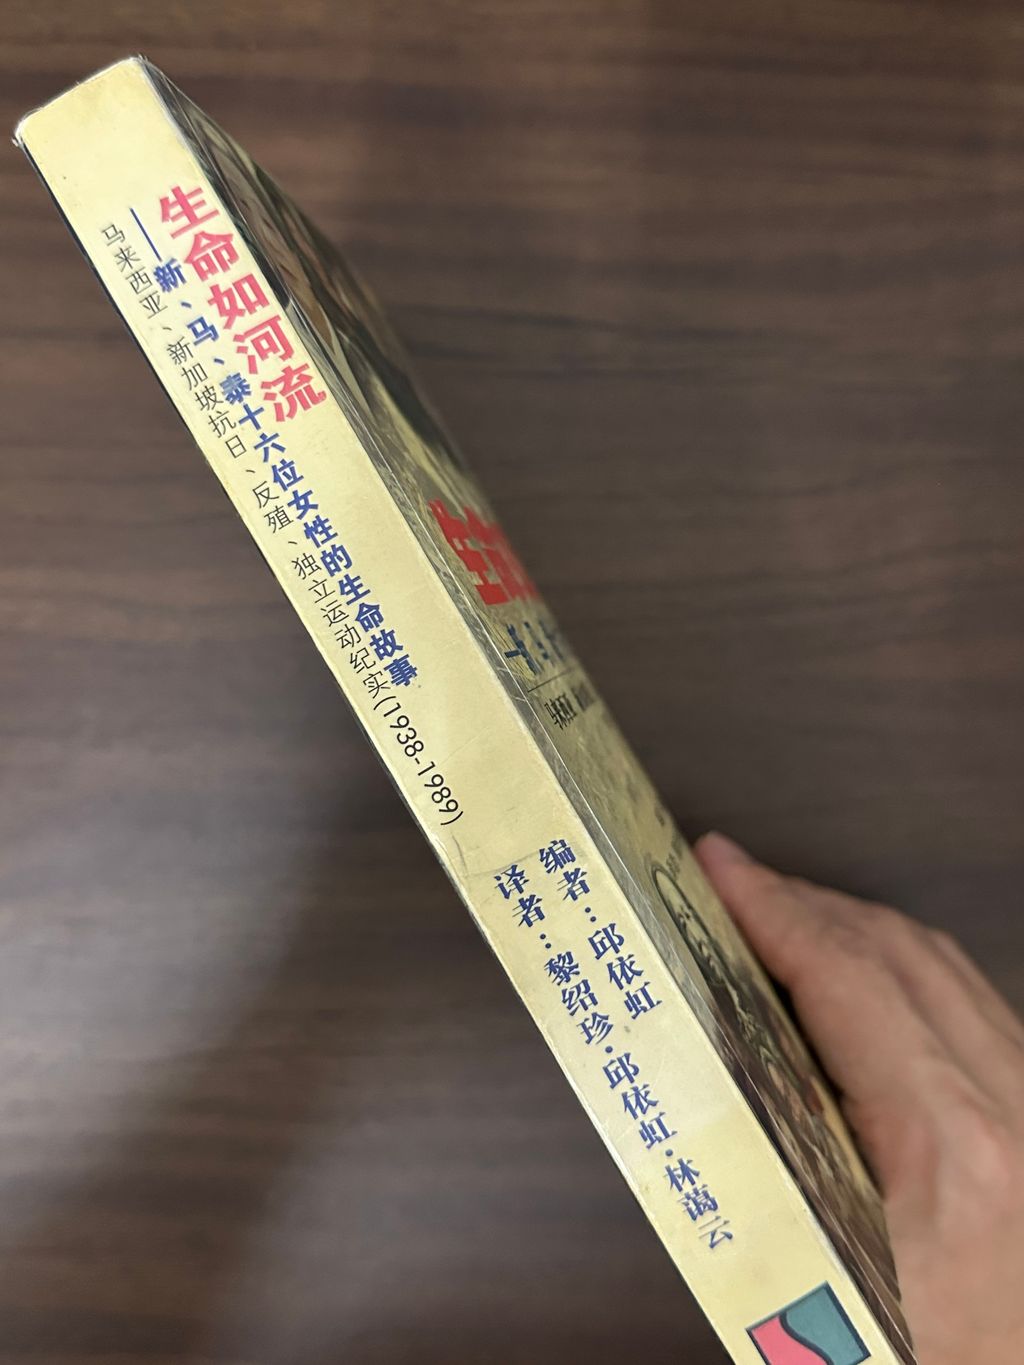 生命如河流
——新、马、泰十六位女性的生命故事
马来西亚、新加坡抗日、反殖、独立运动纪实(1938-1989)
编者：邱依虹
译者：黎绍珍·邱依虹·林蔼云
生命